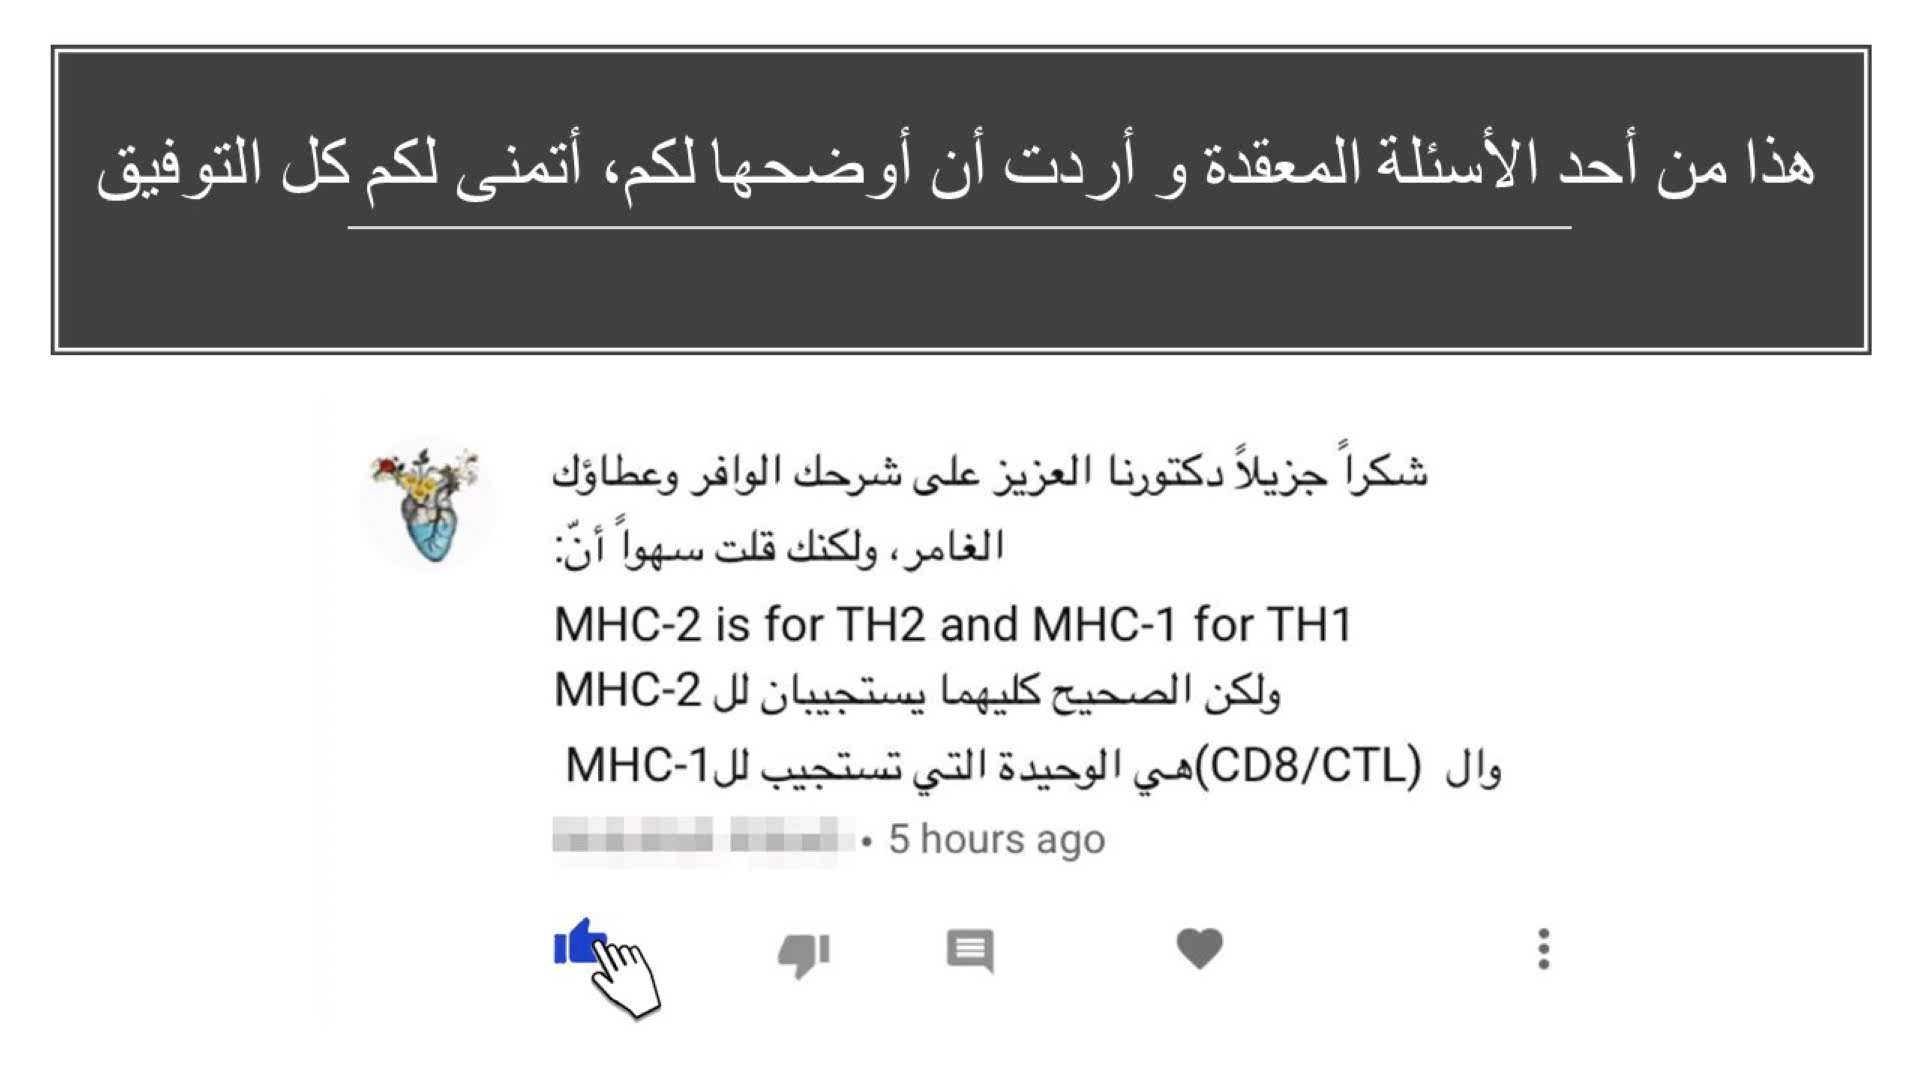 هذا من أحد الأسئلة المعقدة و أردت أن أوضحها لكم، أتمنى لكم كل التوفيق
شكراً جزيلاً دكتورنا العزيز على شرحك الوافر وعطاؤك
الغامر، ولكنك قلت سهواً أنّ:
MHC-2 is for TH2 and MHC-1 for TH1
ولكن الصحيح كليهما يستجيبان لل MHC-2
وال (CD8/CTL)هي الوحيدة التي تستجيب للMHC-1
• 5 hours ago